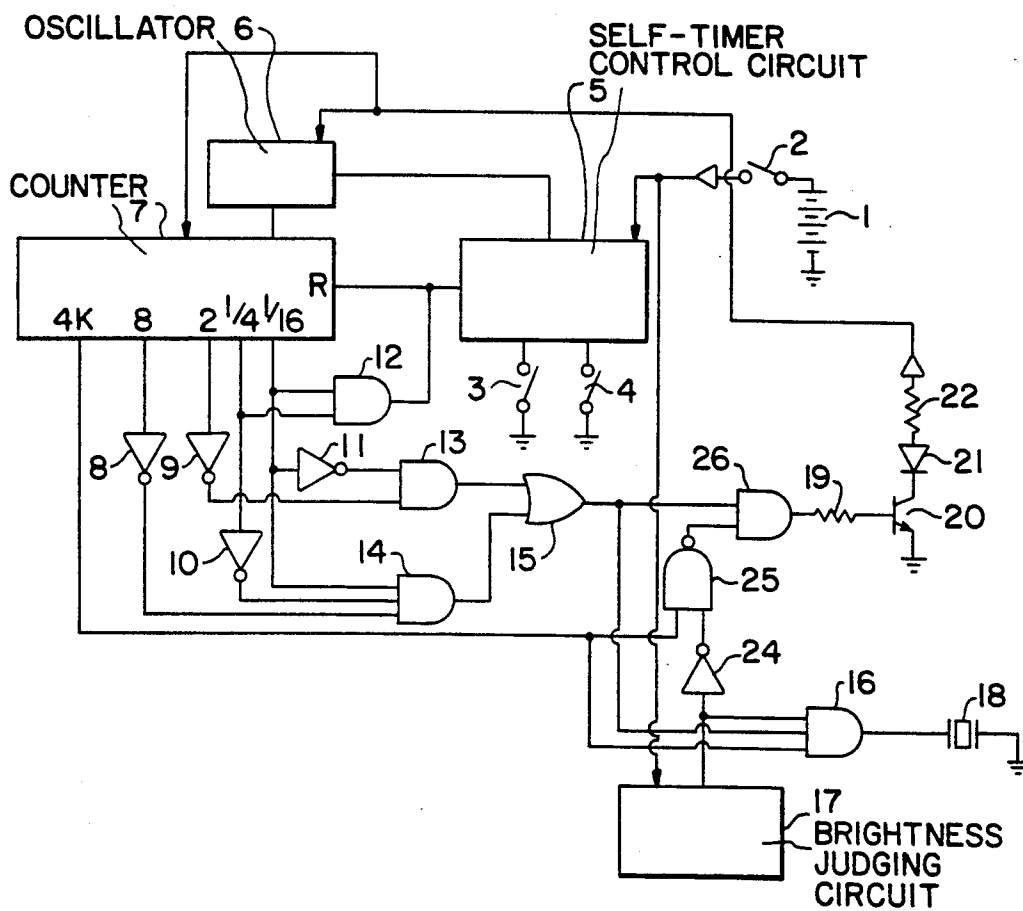 OSCILLATOR 6
SELF-TIMER
CONTROL CIRCUIT
5
2
COUNTER
7
1
R
4K 8 2 1/4 1/16
12
3
4
22
11
13
26
21
8
9
19
20
10
14
15
25
24
16
18
17
BRIGHTNESS
JUDGING
CIRCUIT